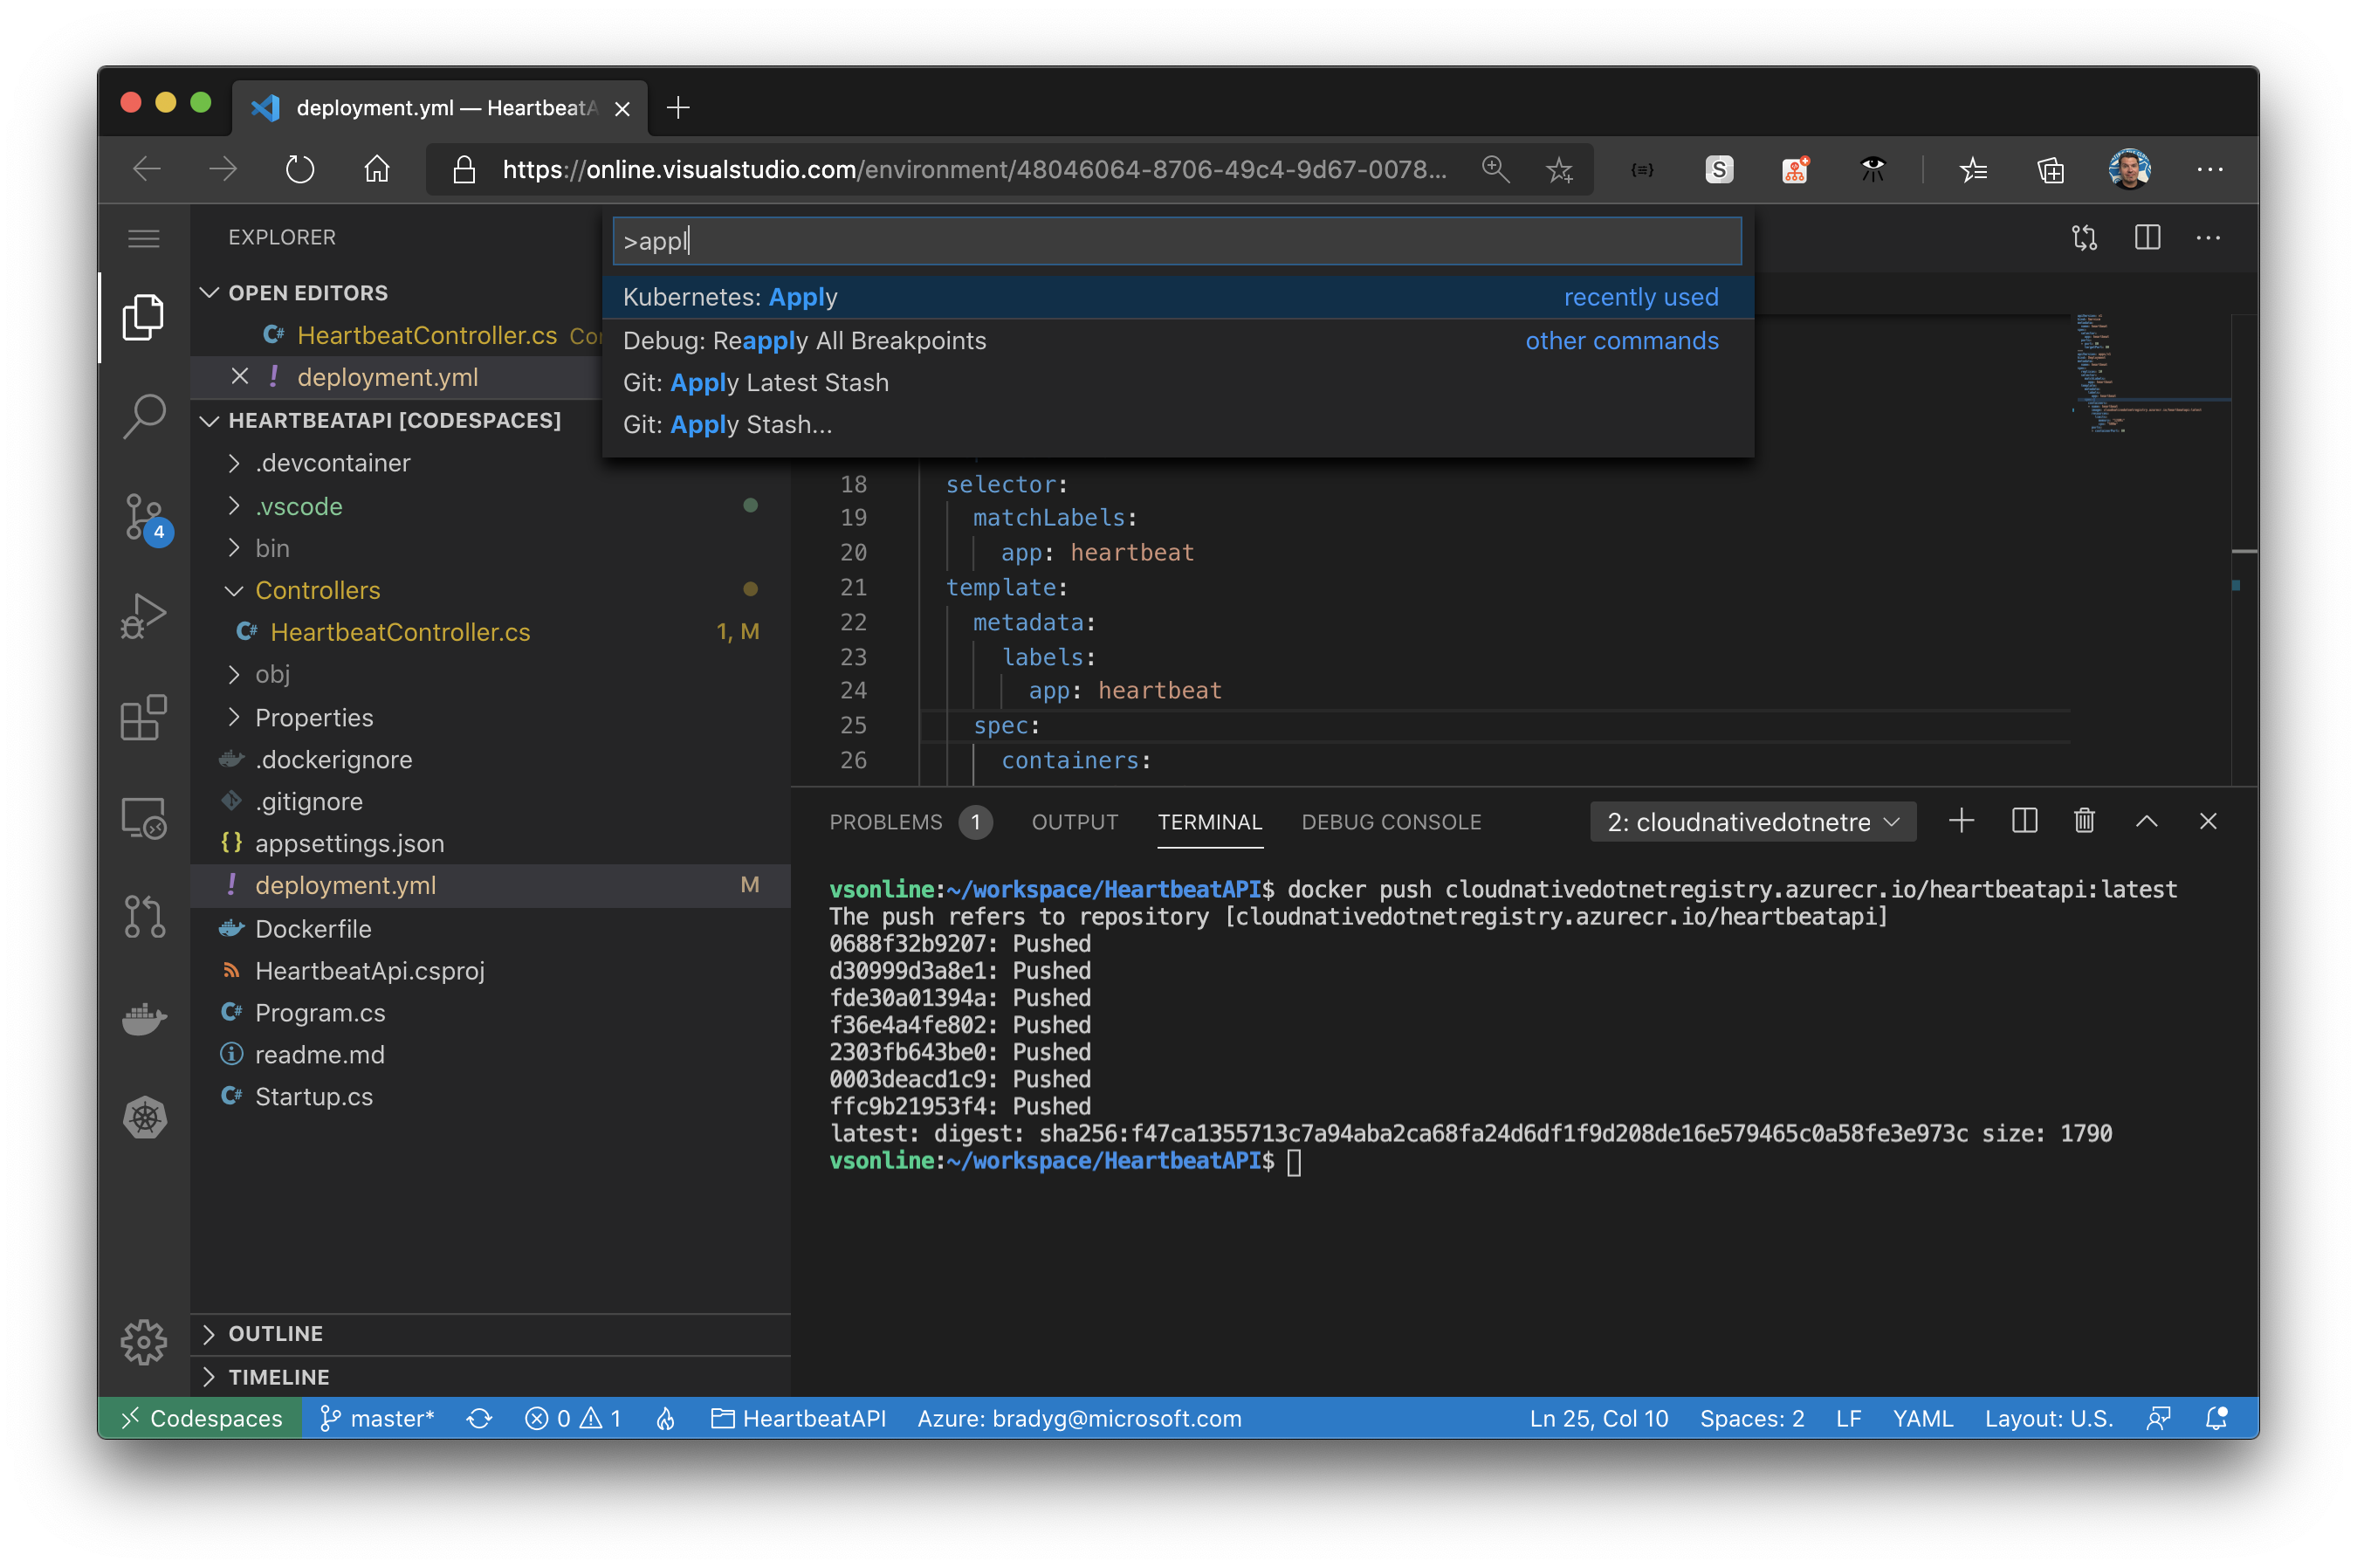 deployment.yml — HeartbeatA
https://online.visualstudio.com/environment/48046064-8706-49c4-9d67-0078...
S
EXPLORER
>appl
Kubernetes: Apply recently used
Debug: Reapply All Breakpoints other commands
Git: Apply Latest Stash
Git: Apply Stash...
OPEN EDITORS
C# HeartbeatController.cs Cor
! deployment.yml
HEARTBEATAPI [CODESPACES]
.devcontainer
.vscode
bin
Controllers
C# HeartbeatController.cs 1, M
obj
Properties
.dockerignore
.gitignore
{} appsettings.json
! deployment.yml M
Dockerfile
HeartbeatApi.csproj
C# Program.cs
readme.md
C# Startup.cs
OUTLINE
TIMELINE
4
18 selector:
19 matchLabels:
20 app: heartbeat
21 template:
22 metadata:
23 labels:
24 app: heartbeat
25 spec:
26 containers:
PROBLEMS 1 OUTPUT TERMINAL DEBUG CONSOLE 2: cloudnativedotnetre
vsonline:~/workspace/HeartbeatAPI$ docker push cloudnativedotnetregistry.azurecr.io/heartbeatapi:latest
The push refers to repository [cloudnativedotnetregistry.azurecr.io/heartbeatapi]
0688f32b9207: Pushed
d30999d3a8e1: Pushed
fde30a01394a: Pushed
f36e4a4fe802: Pushed
2303fb643be0: Pushed
0003deacd1c9: Pushed
ffc9b21953f4: Pushed
latest: digest: sha256:f47ca1355713c7a94aba2ca68fa24d6df1f9d208de16e579465c0a58fe3e973c size: 1790
vsonline:~/workspace/HeartbeatAPI$
Codespaces master* 0 1 HeartbeatAPI Azure: bradyg@microsoft.com Ln 25, Col 10 Spaces: 2 LF YAML Layout: U.S.